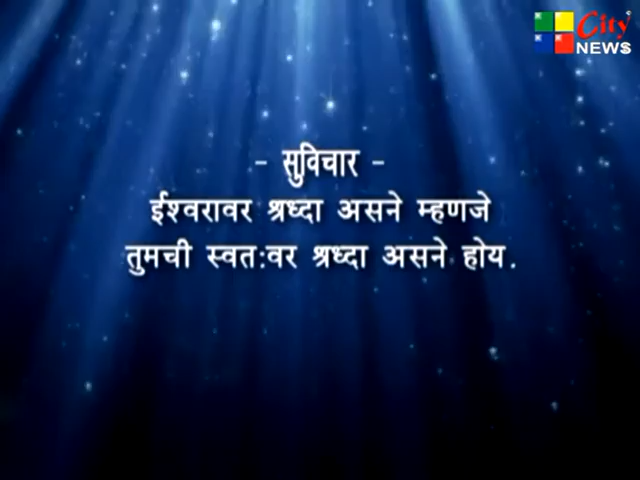 City
NEWS
- सुविचार -
ईश्वरावर श्रध्दा असने म्हणजे
तुमची स्वत:वर श्रध्दा असने होय.